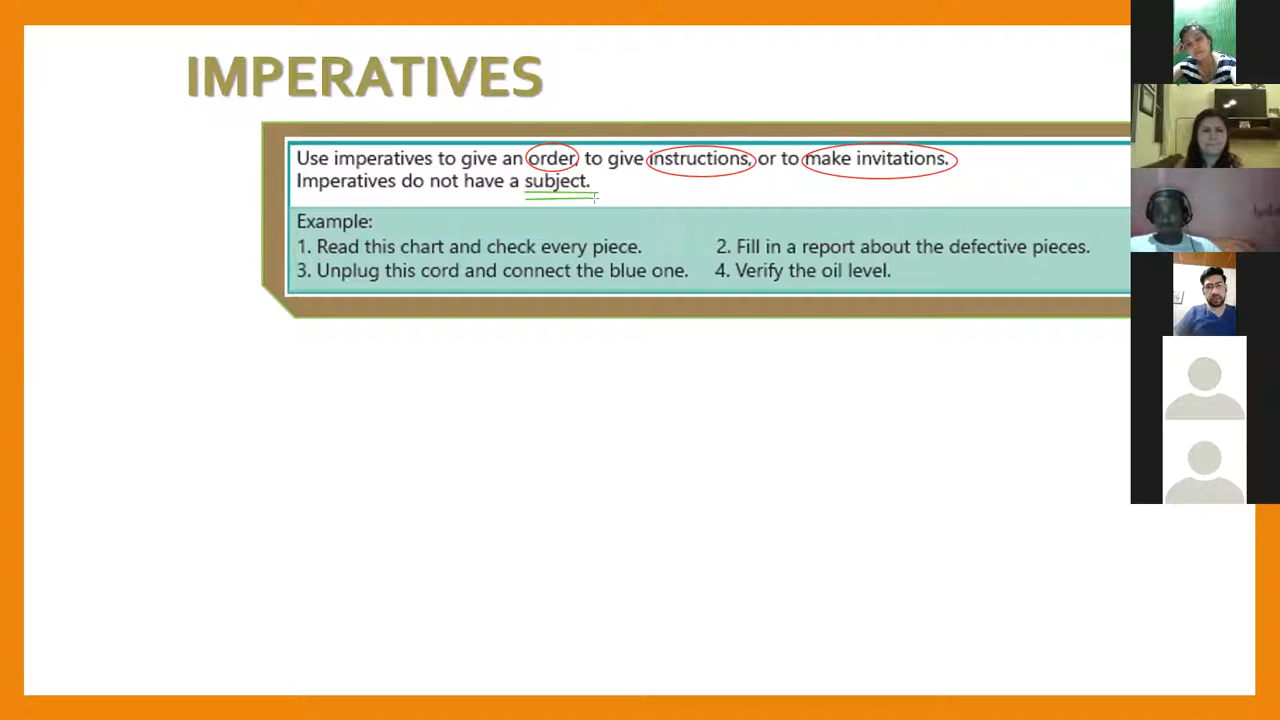 IMPERATIVES
Use imperatives to give an order, to give instructions, or to make invitations.
Imperatives do not have a subject.
Example:
1. Read this chart and check every piece.
2. Fill in a report about the defective pieces.
3. Unplug this cord and connect the blue one.
4. Verify the oil level.